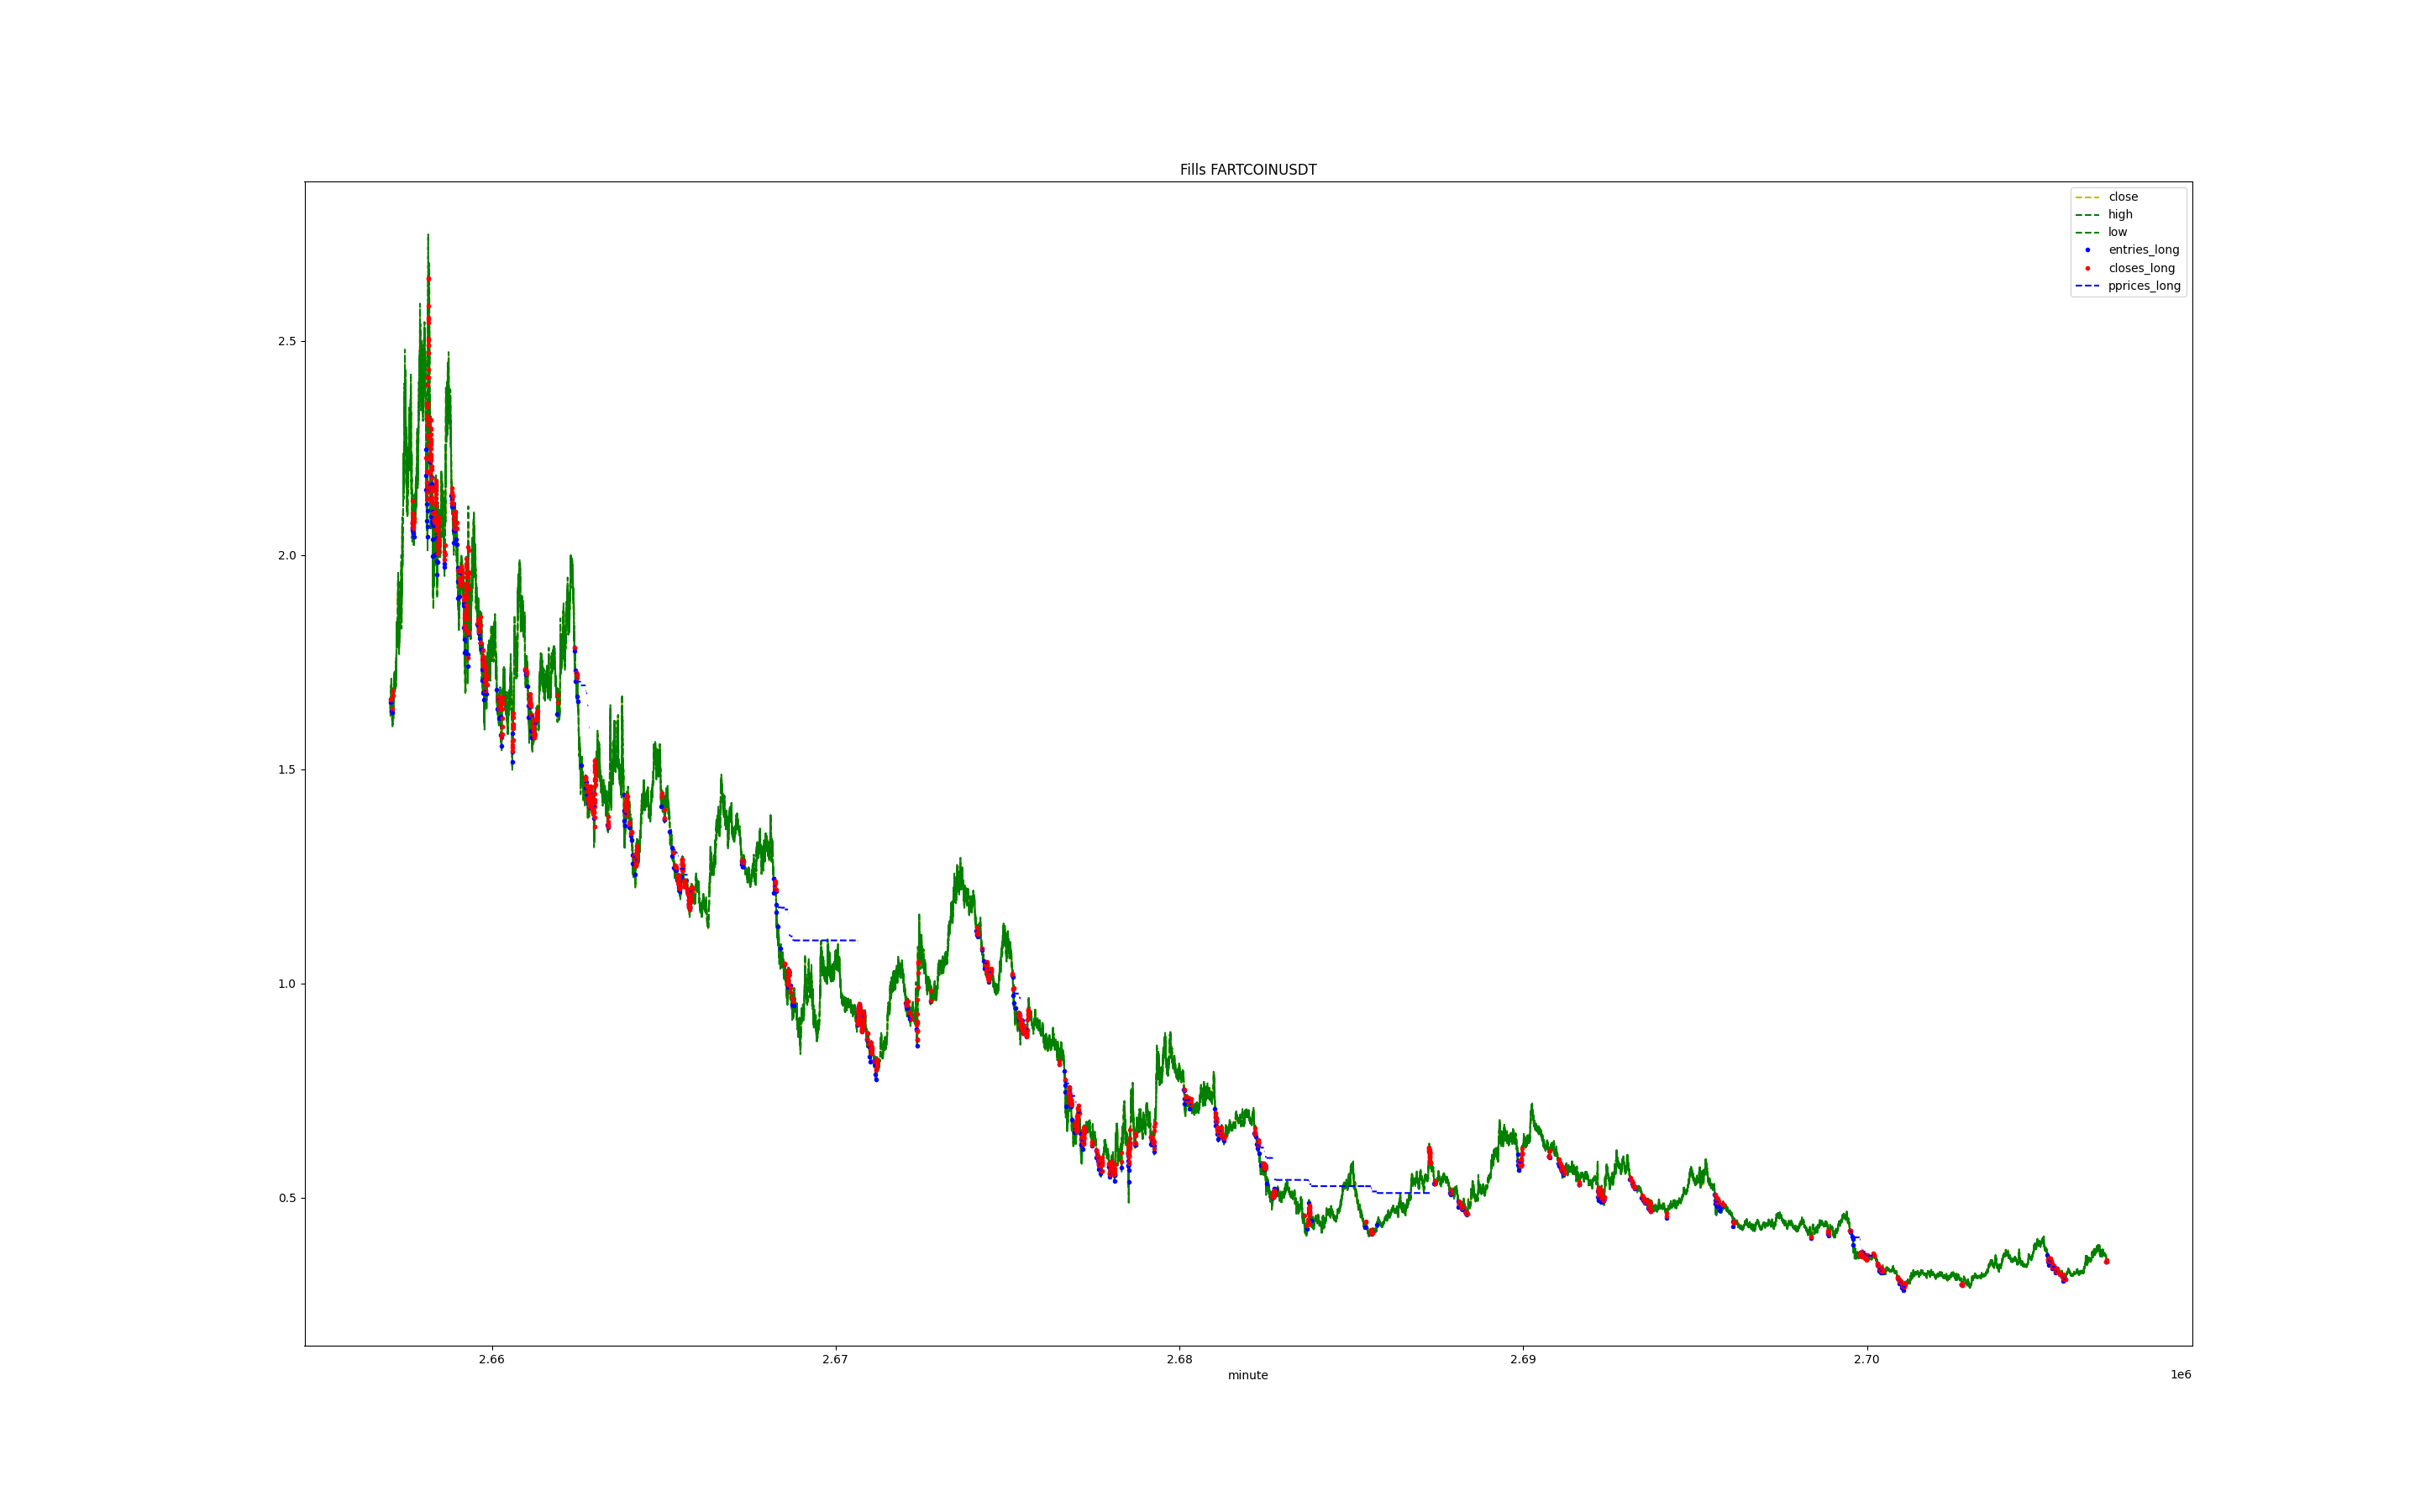 Fills FARTCOINUSDT
close
high
low
entries_long
closes_long
pprices_long
2.5
2.0
1.5
1.0
0.5
2.66 2.67 2.68 2.69 2.70
minute
1e6